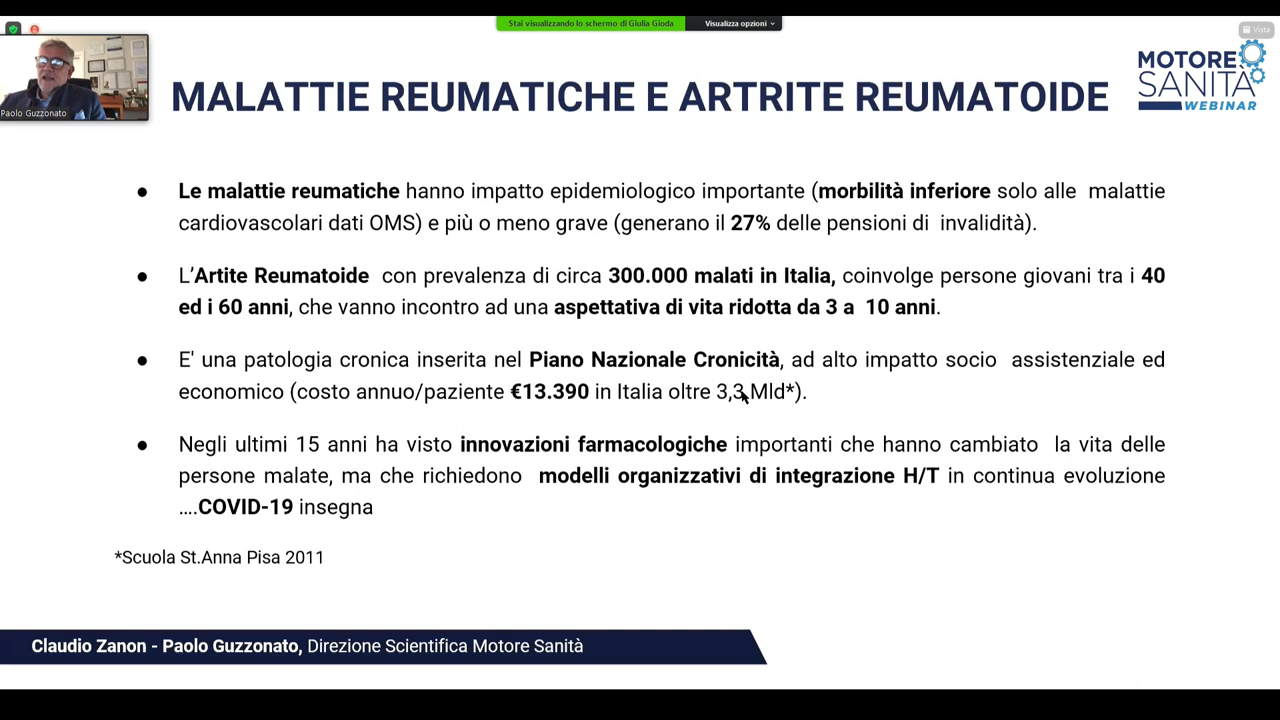 Stai visualizzando lo schermo di Giulia Gioda
Visualizza opzioni
Vista
Paolo Guzzonato
MALATTIE REUMATICHE E ARTRITE REUMATOIDE
MOTORE
SANITÀ
WEBINAR
● Le malattie reumatiche hanno impatto epidemiologico importante (morbilità inferiore solo alle malattie
cardiovascolari dati OMS) e più o meno grave (generano il 27% delle pensioni di invalidità).
● L'Artite Reumatoide con prevalenza di circa 300.000 malati in Italia, coinvolge persone giovani tra i 40
ed i 60 anni, che vanno incontro ad una aspettativa di vita ridotta da 3 a 10 anni.
● E' una patologia cronica inserita nel Piano Nazionale Cronicità, ad alto impatto socio assistenziale ed
economico (costo annuo/paziente €13.390 in Italia oltre 3,3 Mld*).
● Negli ultimi 15 anni ha visto innovazioni farmacologiche importanti che hanno cambiato la vita delle
persone malate, ma che richiedono modelli organizzativi di integrazione H/T in continua evoluzione
....COVID-19 insegna
*Scuola St.Anna Pisa 2011
Claudio Zanon - Paolo Guzzonato, Direzione Scientifica Motore Sanità